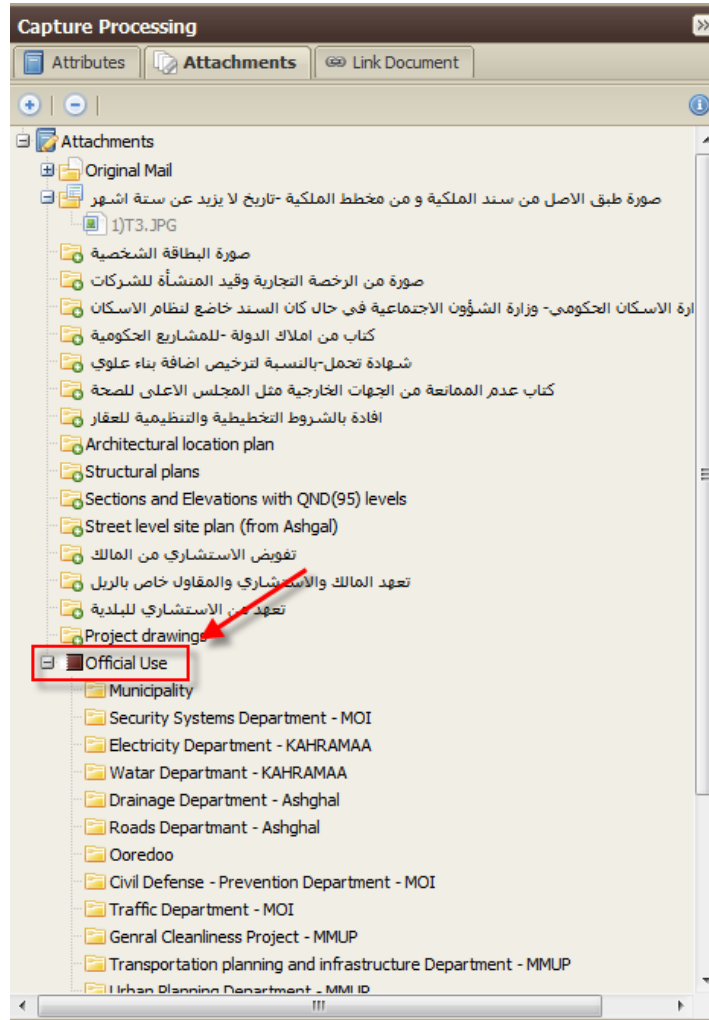 Capture Processing
Attributes Attachments Link Document
Attachments
Original Mail
صورة طبق الاصل من سند الملكية و من مخطط الملكية -تاريخ لا يزيد عن ستة اشهر
1)T3.JPG
صورة البطاقة الشخصية
صورة من الرخصة التجارية وقيد المنشأة للشركات
ارة الاسكان الحكومي- وزارة الشؤون الاجتماعية في حال كان السند خاضع لنظام الاسكان
كتاب من املاك الدولة -للمشاريع الحكومية
شهادة تحمل-بالنسبة لترخيص اضافة بناء علوي
كتاب عدم الممانعة من الجهات الخارجية مثل المجلس الاعلى للصحة
افادة بالشروط التخطيطية والتنظيمية للعقار
Architectural location plan
Structural plans
Sections and Elevations with QND(95) levels
Street level site plan (from Ashgal)
تفويض الاستشاري من المالك
تعهد المالك والاستشاري والمقاول خاص بالريل
تعهد من الاستشاري للبلدية
Project drawings
Official Use
Municipality
Security Systems Department - MOI
Electricity Department - KAHRAMAA
Watar Departmant - KAHRAMAA
Drainage Department - Ashghal
Roads Departmant - Ashghal
Ooredoo
Civil Defense - Prevention Department - MOI
Traffic Department - MOI
Genral Cleanliness Project - MMUP
Transportation planning and infrastructure Department - MMUP
Urban Planning Department - MMUP